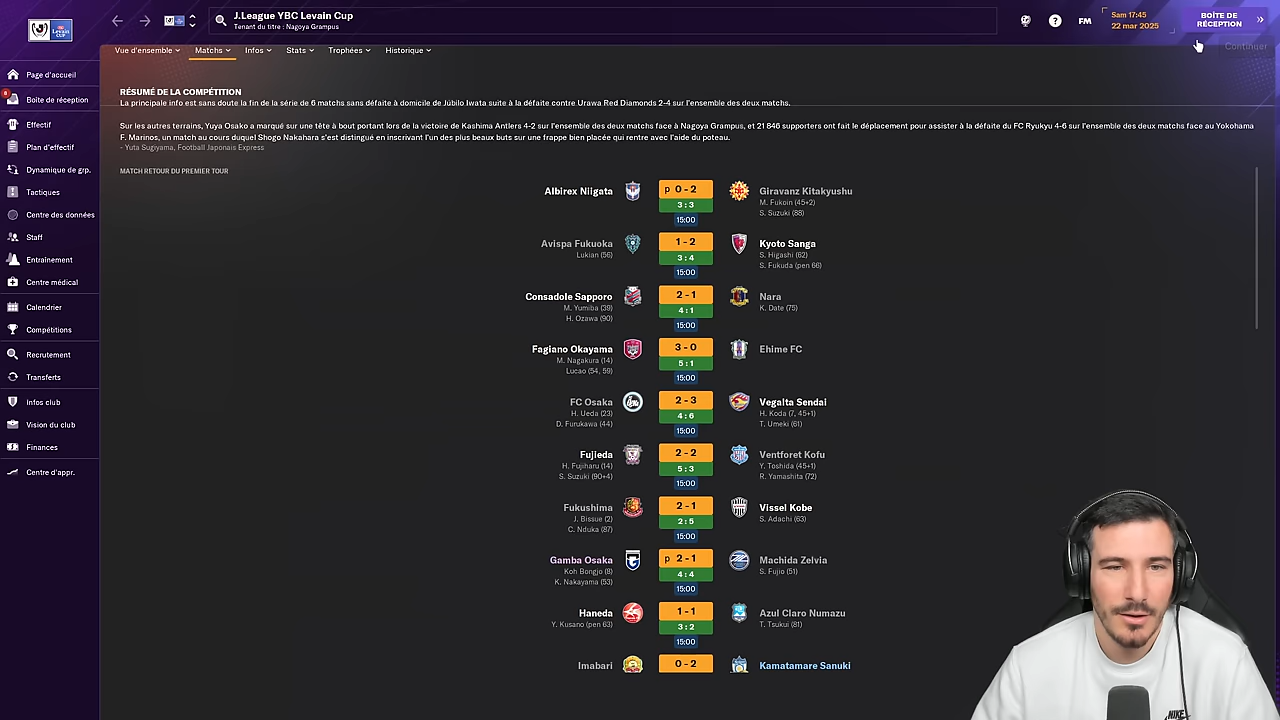 J.League YBC Levain Cup
Tenant du titre : Nagoya Grampus
FM
Sam 17:45
22 mar 2025
BOÎTE DE
RÉCEPTION
Continuer
Vue d'ensemble
Matchs
Infos
Stats
Trophées
Historique
Page d'accueil
8
Boîte de réception
Effectif
Plan d'effectif
Dynamique de grp.
Tactiques
Centre des données
Staff
Entraînement
Centre médical
Calendrier
Compétitions
Recrutement
Transferts
Infos club
Vision du club
Finances
Centre d'appr.
RÉSUMÉ DE LA COMPÉTITION
La principale info est sans doute la fin de la série de 6 matchs sans défaite à domicile de Júbilo Iwata suite à la défaite contre Urawa Red Diamonds 2-4 sur l'ensemble des deux matchs.
Sur les autres terrains, Yuya Osako a marqué sur une tête à bout portant lors de la victoire de Kashima Antlers 4-2 sur l'ensemble des deux matchs face à Nagoya Grampus, et 21 846 supporters ont fait le déplacement pour assister à la défaite du FC Ryukyu 4-6 sur l'ensemble des deux matchs face au Yokohama
F. Marinos, un match au cours duquel Shogo Nakahara s'est distingué en inscrivant l'un des plus beaux buts sur une frappe bien placée qui rentre avec l'aide du poteau.
- Yuta Sugiyama, Football Japonais Express
MATCH RETOUR DU PREMIER TOUR
Albirex Niigata p 0 - 2 Giravanz Kitakyushu
3 : 3 M. Fukoin (45+2)
15:00 S. Suzuki (88)
Avispa Fukuoka 1 - 2 Kyoto Sanga
Lukian (56) 3 : 4 S. Higashi (62)
15:00 S. Fukuda (pen 66)
Consadole Sapporo 2 - 1 Nara
M. Yumiba (39) 4 : 1 K. Date (75)
H. Ozawa (90) 15:00
Fagiano Okayama 3 - 0 Ehime FC
M. Nagakura (14) 5 : 1
Lucao (54, 59) 15:00
FC Osaka 2 - 3 Vegalta Sendai
H. Ueda (23) 4 : 6 H. Koda (7, 45+1)
D. Furukawa (44) 15:00 T. Umeki (61)
Fujieda 2 - 2 Ventforet Kofu
H. Fujiharu (14) 5 : 3 Y. Toshida (45+1)
S. Suzuki (90+4) 15:00 R. Yamashita (72)
Fukushima 2 - 1 Vissel Kobe
J. Bissue (2) 2 : 5 S. Adachi (63)
C. Nduka (87) 15:00
Gamba Osaka p 2 - 1 Machida Zelvia
Koh Bongjo (8) 4 : 4 S. Fujio (51)
K. Nakayama (53) 15:00
Haneda 1 - 1 Azul Claro Numazu
Y. Kusano (pen 63) 3 : 2 T. Tsukui (81)
15:00
Imabari 0 - 2 Kamatamare Sanuki
NIKE